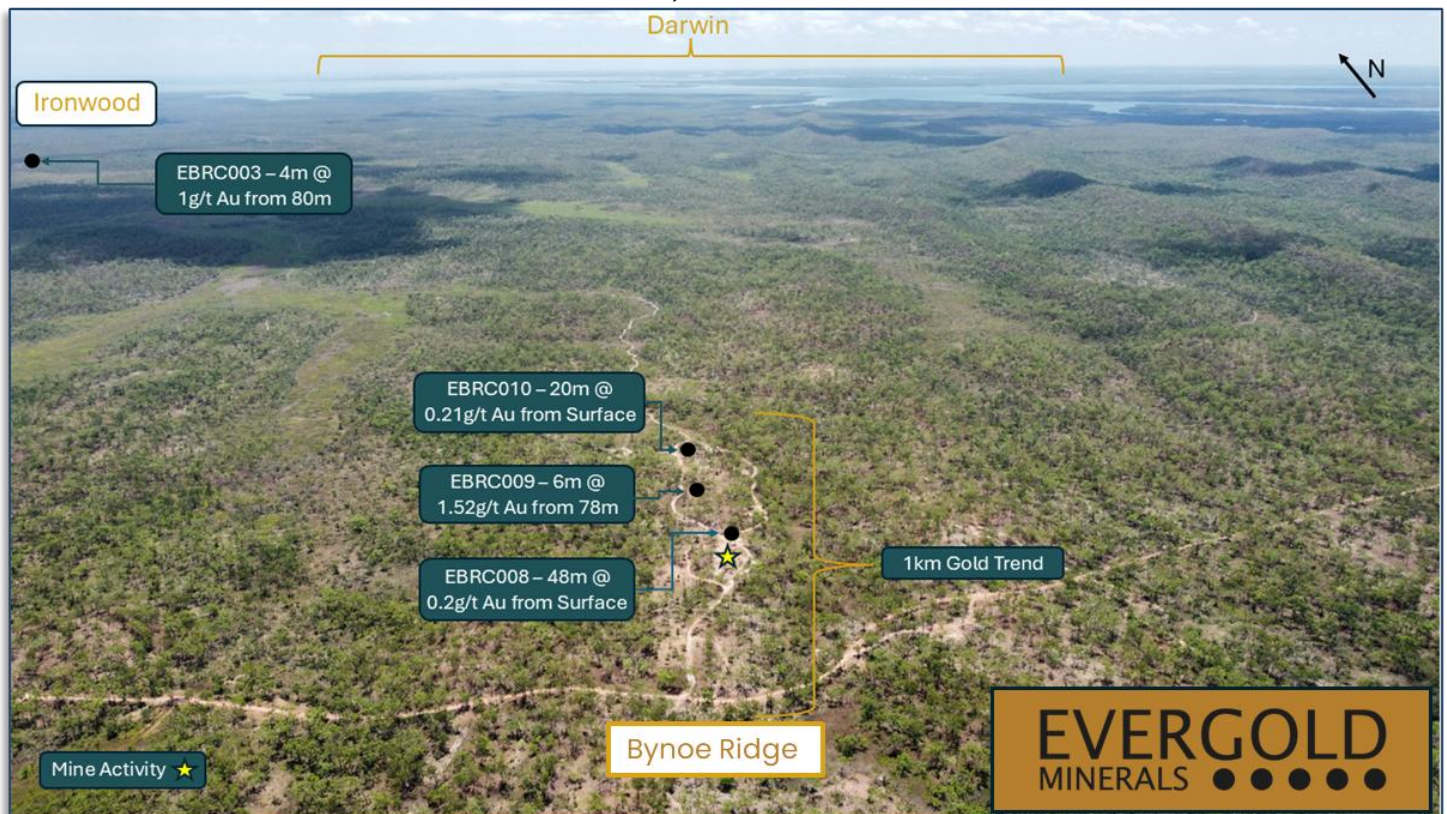 Darwin
N
Ironwood
EBRC003 – 4m @
1g/t Au from 80m
EBRC010 – 20m @
0.21g/t Au from Surface
EBRC009 – 6m @
1.52g/t Au from 78m
1km Gold Trend
EBRC008 – 48m @
0.2g/t Au from Surface
Bynoe Ridge
Mine Activity
EVERGOLD
MINERALS